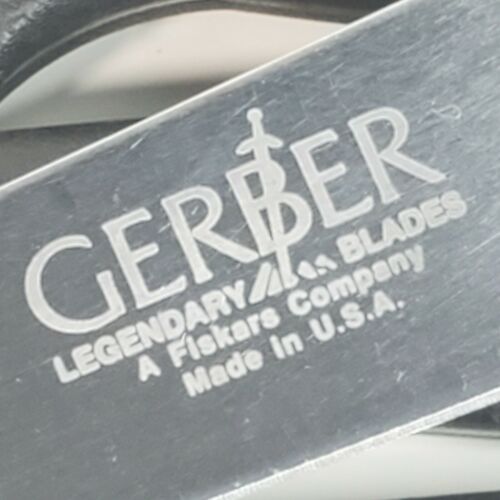 GERBER
LEGENDARY BLADES
A Fiskars Company
Made in U.S.A.